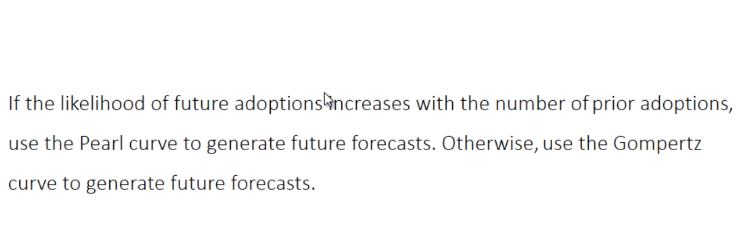 If the likelihood of future adoptions increases with the number of prior adoptions,
use the Pearl curve to generate future forecasts. Otherwise, use the Gompertz
curve to generate future forecasts.